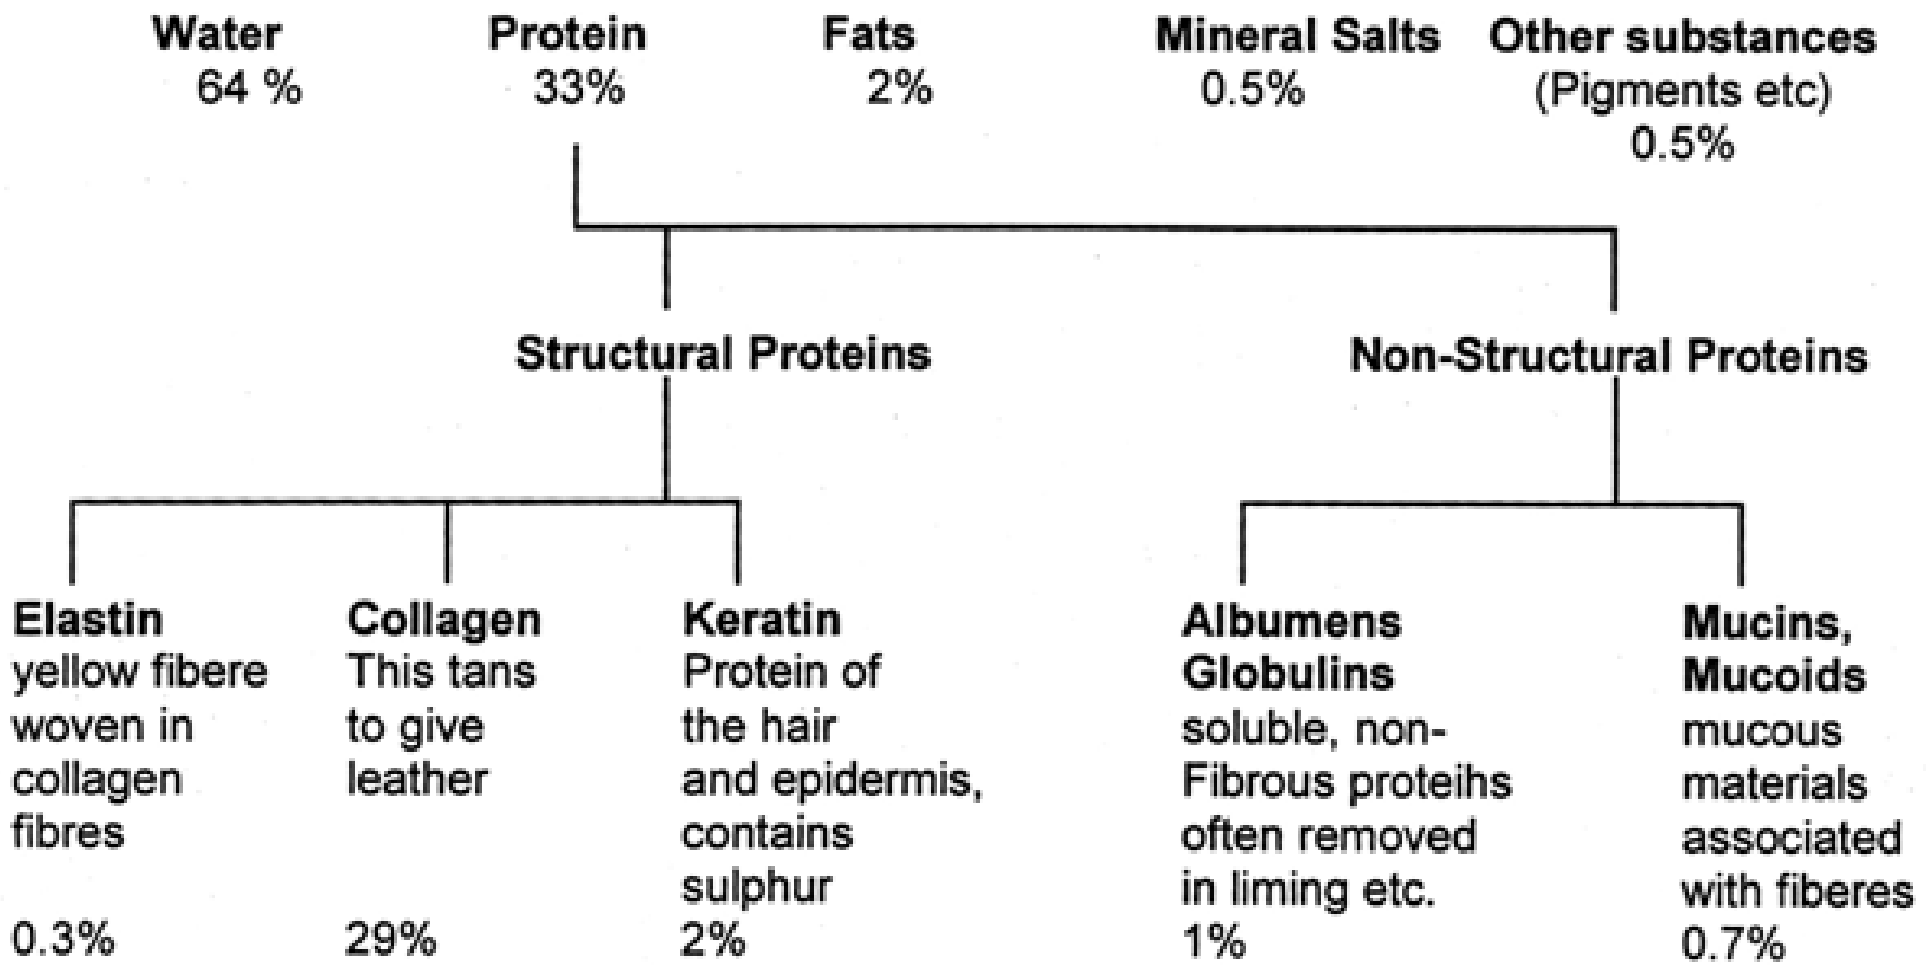 Water
64 %
Protein
33%
Fats
2%
Mineral Salts
0.5%
Other substances
(Pigments etc)
0.5%
Structural Proteins
Non-Structural Proteins
Elastin
yellow fibere
woven in
collagen
fibres
0.3%
Collagen
This tans
to give
leather
29%
Keratin
Protein of
the hair
and epidermis,
contains
sulphur
2%
Albumens
Globulins
soluble, non-
Fibrous proteihs
often removed
in liming etc.
1%
Mucins,
Mucoids
mucous
materials
associated
with fiberes
0.7%